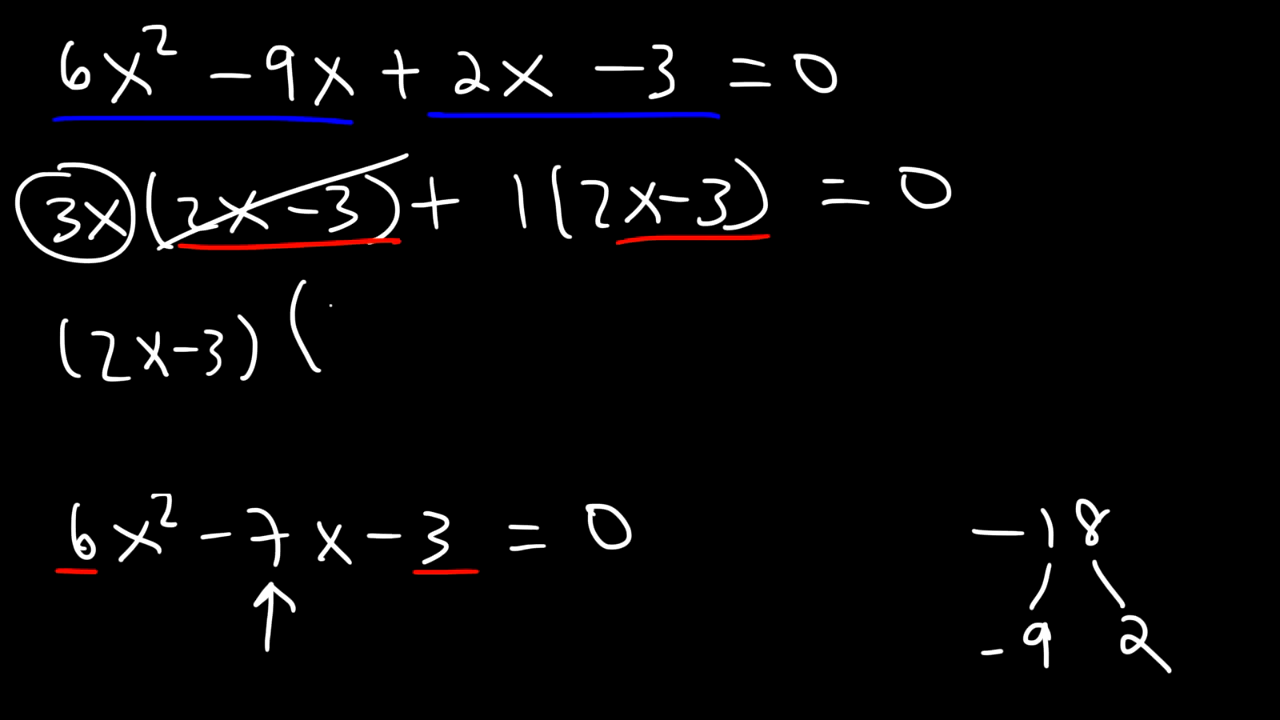 6x² - 9x + 2x - 3 = 0
3x(2x - 3) + 1(2x - 3) = 0
(2x - 3)(
6x² - 7x - 3 = 0
-18
-9 2